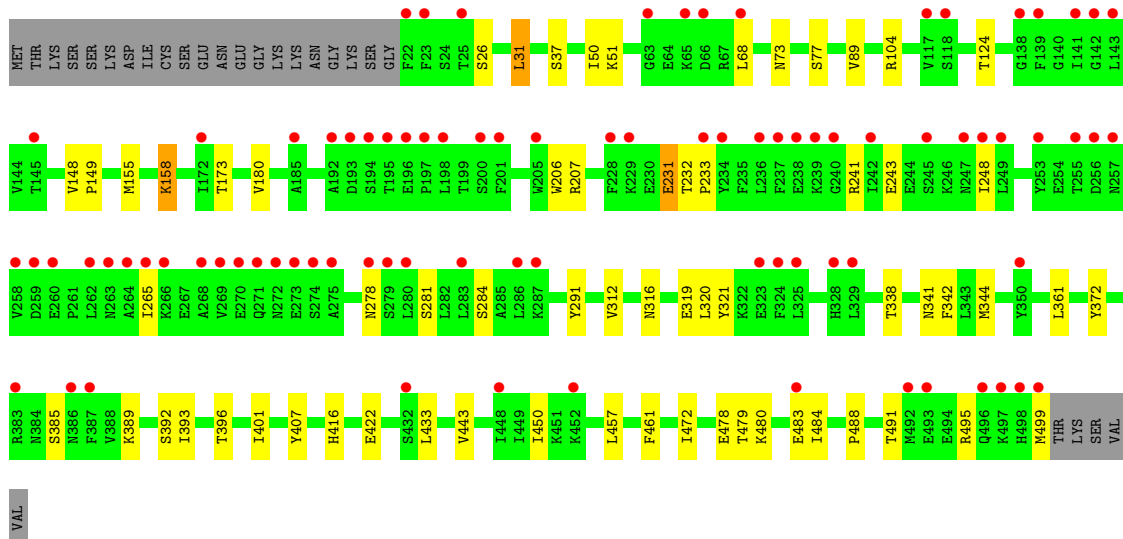 MET THR LYS SER SER LYS ASP ILE CYS SER GLU ASN GLU GLY LYS LYS ASN GLY LYS SER GLY F22 F23 S24 T25 S26 L31 S37 I50 K51 G63 E64 K65 D66 R67 L68 N73 S77 V89 R104 V117 S118 T124 G138 F139 G140 I141 G142 L143
V144 T145 V148 P149 M155 K158 I172 T173 V180 A185 A192 D193 S194 T195 E196 P197 L198 T199 S200 F201 W205 W206 R207 F228 K229 E230 E231 T232 P233 Y234 F235 L236 E237 E238 K239 G240 R241 I242 E243 E244 S245 K246 N247 I248 L249 Y253 E254 T255 D256 N257
V258 D259 E260 P261 L262 N263 A264 I265 K266 E267 A268 V269 E270 Q271 N272 E273 S274 A275 N278 S279 L280 S281 L282 L283 S284 A285 L286 K287 Y291 V312 N316 E319 L320 Y321 K322 E323 F324 L325 H328 L329 T338 N341 F342 L343 M344 Y350 L361 Y372
R383 N384 S385 N386 F387 V388 K389 S392 I393 T396 I401 Y407 H416 E422 S432 L433 V443 I448 I449 I450 K451 K452 L457 F461 I472 E478 T479 K480 E483 I484 P488 T491 M492 E493 E494 R495 Q496 K497 H498 M499 THR LYS SER VAL
VAL